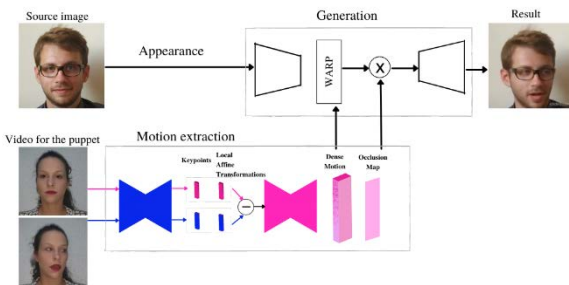 Source image
Generation
Result
Appearance
WARP
X
Video for the puppet
Motion extraction
Keypoints
Local
Affine
Transformations
Dense
Motion
Occlusion
Map